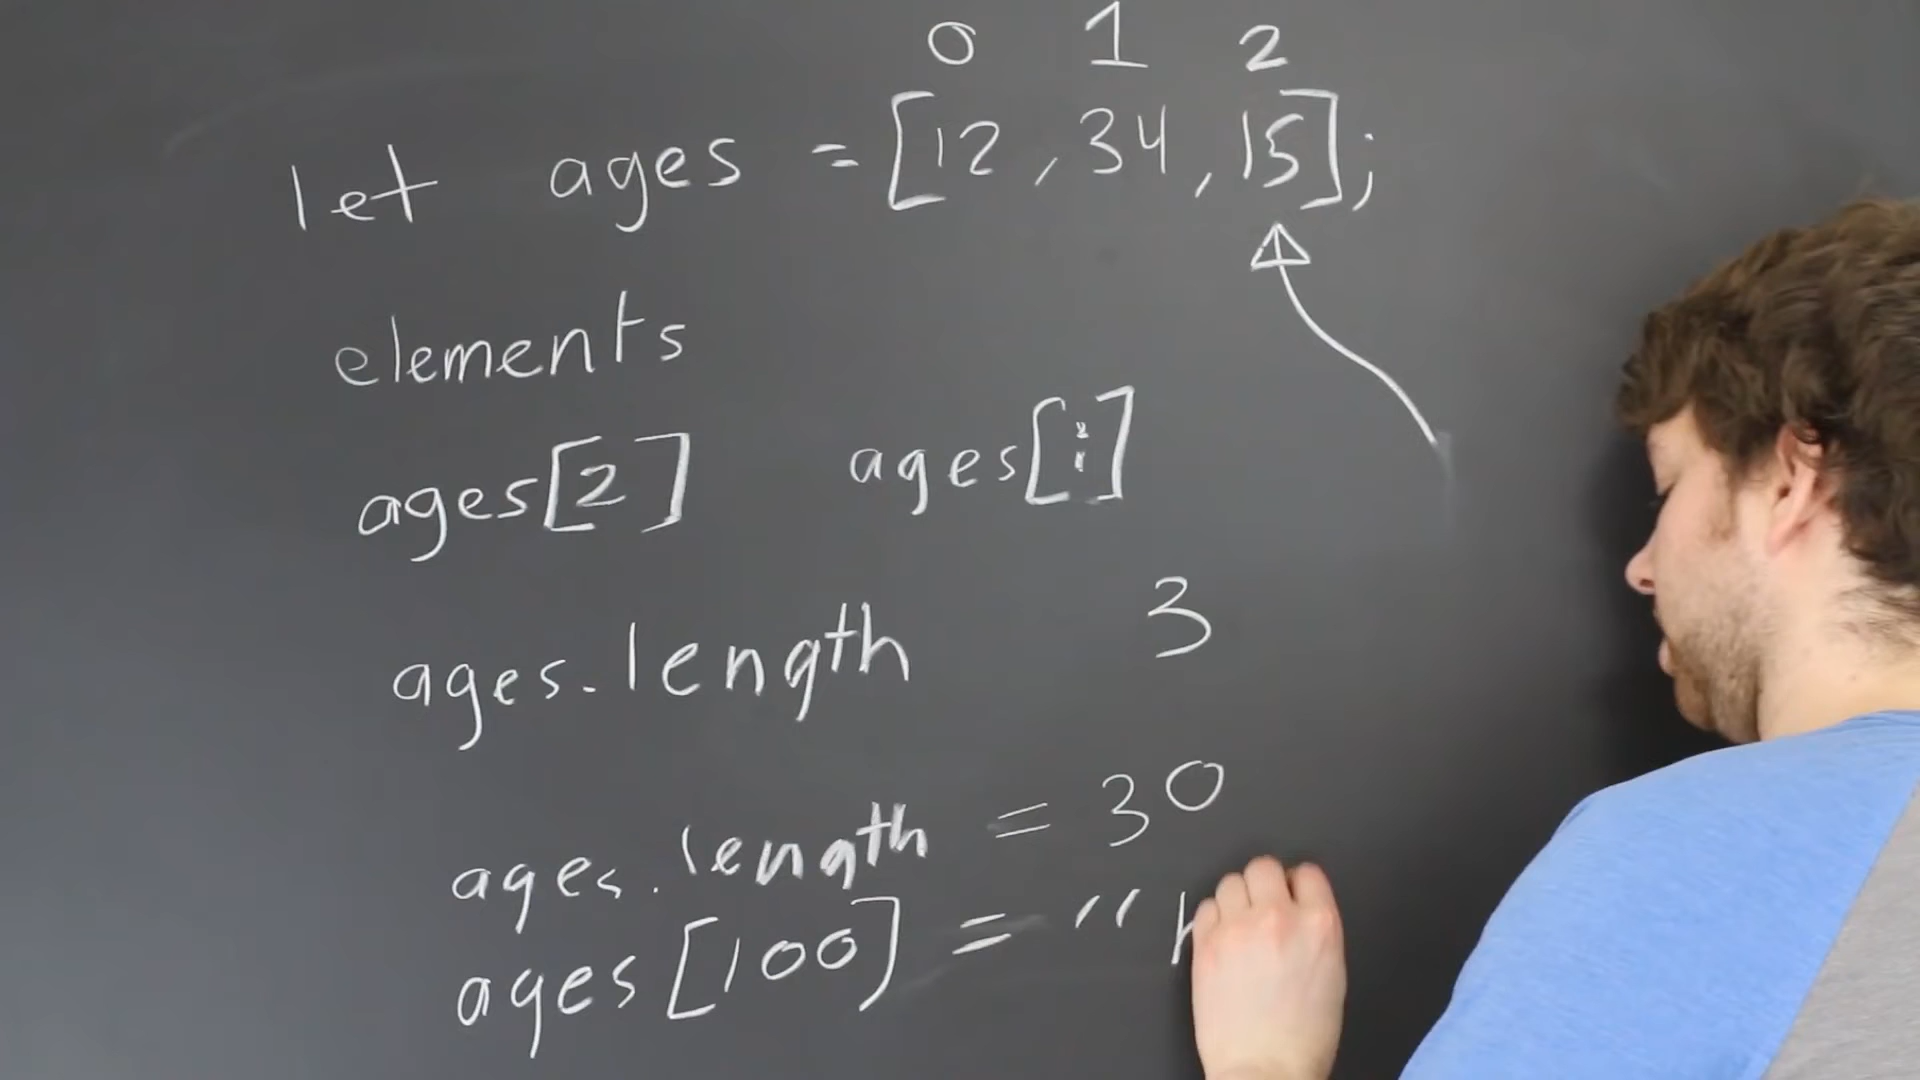 0 1 2
let ages = [12, 34, 15];
elements
ages[2] ages[i]
ages.length 3
ages.length = 30
ages[100] = "